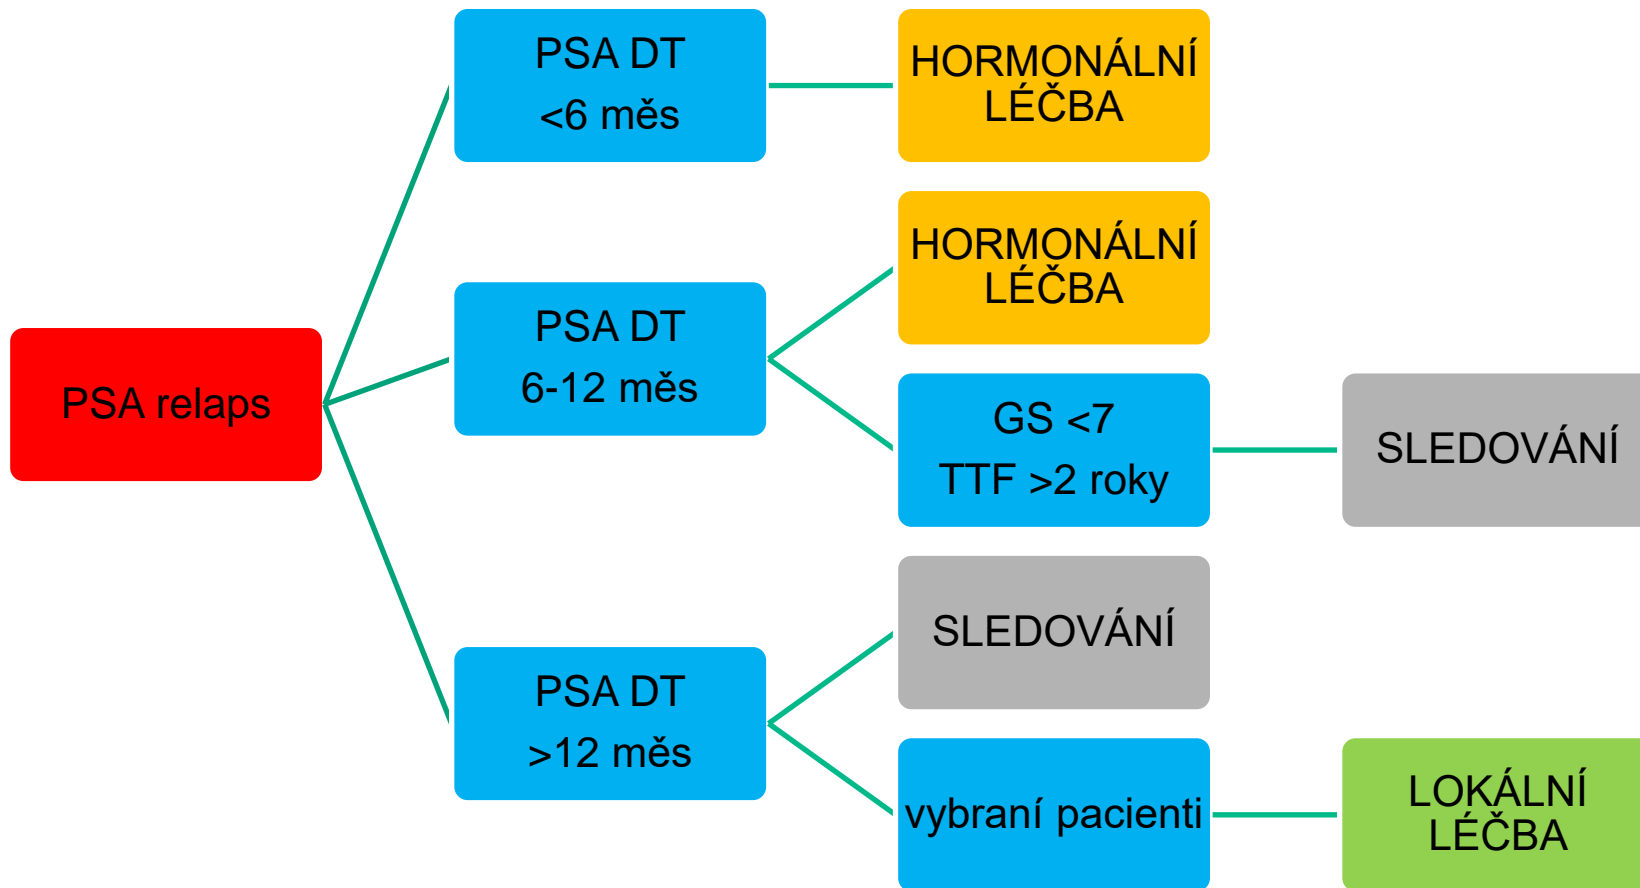 PSA relaps
PSA DT
<6 měs
HORMONÁLNÍ
LÉČBA
PSA DT
6-12 měs
HORMONÁLNÍ
LÉČBA
GS <7
TTF >2 roky
SLEDOVÁNÍ
PSA DT
>12 měs
SLEDOVÁNÍ
vybraní pacienti
LOKÁLNÍ
LÉČBA